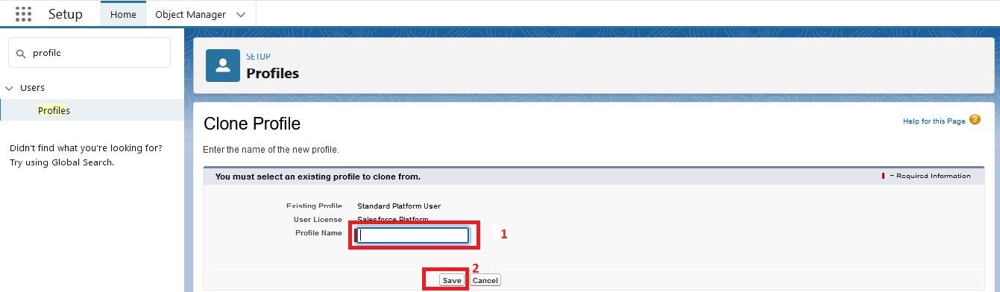 Setup Home Object Manager
profile
Users
Profiles
Didn't find what you're looking for?
Try using Global Search.
SETUP
Profiles
Clone Profile
Help for this Page ?
Enter the name of the new profile.
You must select an existing profile to clone from.
= Required Information
Existing Profile Standard Platform User
User License Salesforce Platform
Profile Name
1
2
Save Cancel